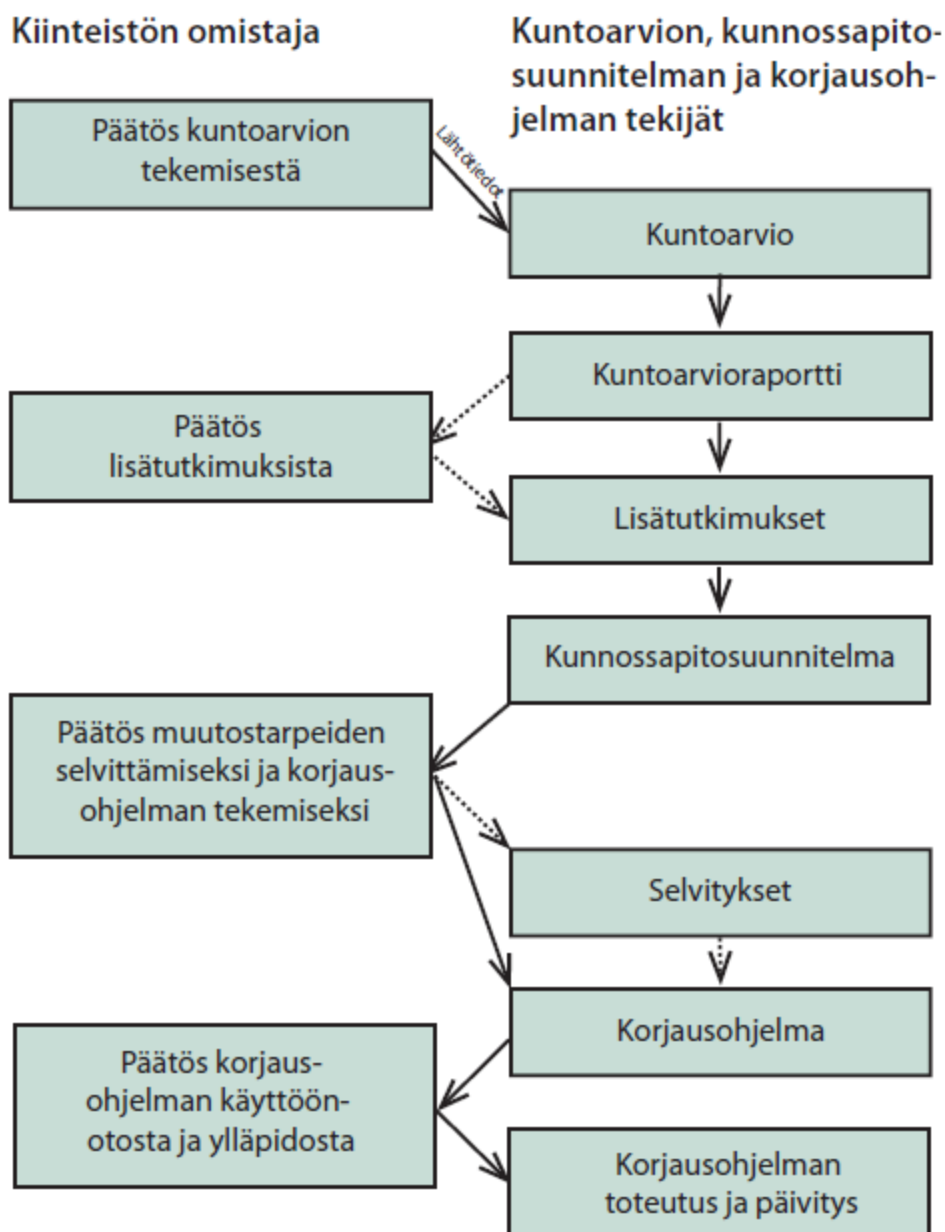 Kiinteistön omistaja
Kuntoarvion, kunnossapito-
suunnitelman ja korjausoh-
jelman tekijät
Päätös kuntoarvion
tekemisestä
Lähtötiedot
Kuntoarvio
Kuntoarvioraportti
Päätös
lisätutkimuksista
Lisätutkimukset
Kunnossapitosuunnitelma
Päätös muutostarpeiden
selvittämiseksi ja korjaus-
ohjelman tekemiseksi
Selvitykset
Korjausohjelma
Päätös korjaus-
ohjelman käyttöön-
otosta ja ylläpidosta
Korjausohjelman
toteutus ja päivitys